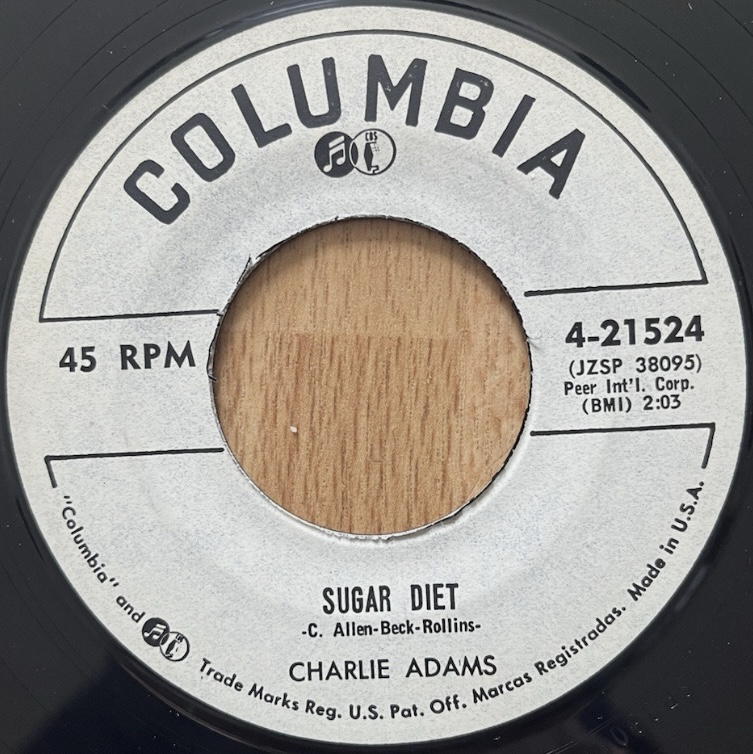 COLUMBIA
CBS
45 RPM
4-21524
(JZSP 38095)
Peer Int'l. Corp.
(BMI) 2:03
SUGAR DIET
-C. Allen-Beck-Rollins-
CHARLIE ADAMS
"Columbia" and Trade Marks Reg. U.S. Pat. Off. Marcas Registradas. Made in U.S.A.